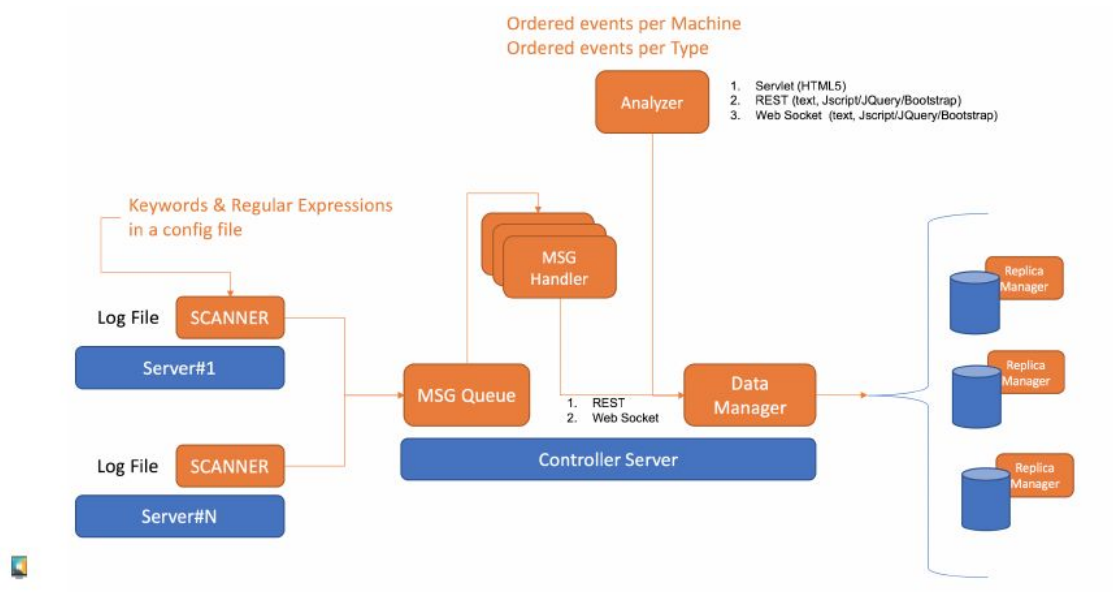 Ordered events per Machine
Ordered events per Type
Analyzer
1. Servlet (HTML5)
2. REST (text, Jscript/JQuery/Bootstrap)
3. Web Socket (text, Jscript/JQuery/Bootstrap)
Keywords & Regular Expressions
in a config file
MSG
Handler
Replica
Manager
Log File
SCANNER
Server#1
MSG Queue
1. REST
2. Web Socket
Data
Manager
Replica
Manager
Controller Server
Log File
SCANNER
Server#N
Replica
Manager